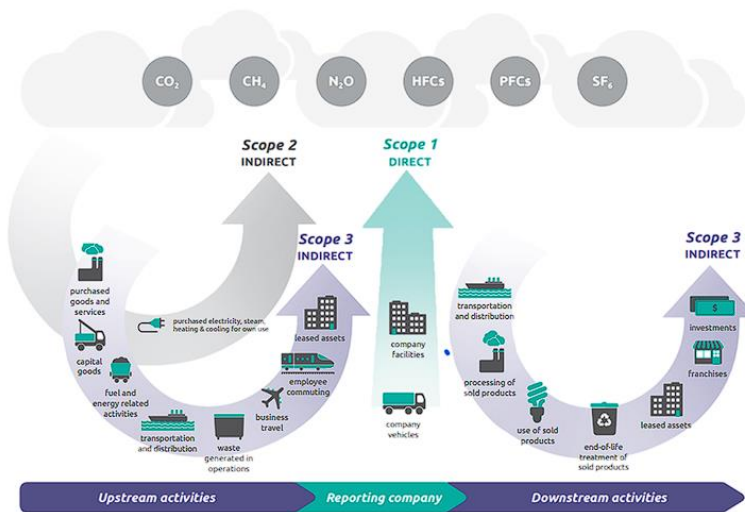 CO₂
CH₄
N₂O
HFCs
PFCs
SF₆
Scope 2
INDIRECT
Scope 1
DIRECT
Scope 3
INDIRECT
Scope 3
INDIRECT
purchased
goods and
services
capital
goods
fuel and
energy related
activities
transportation
and distribution
waste
generated in
operations
business
travel
employee
commuting
leased assets
purchased electricity, steam,
heating & cooling for own use
company
facilities
company
vehicles
transportation
and distribution
processing of
sold products
use of sold
products
end-of-life
treatment of
sold products
leased assets
franchises
investments
$
Upstream activities
Reporting company
Downstream activities